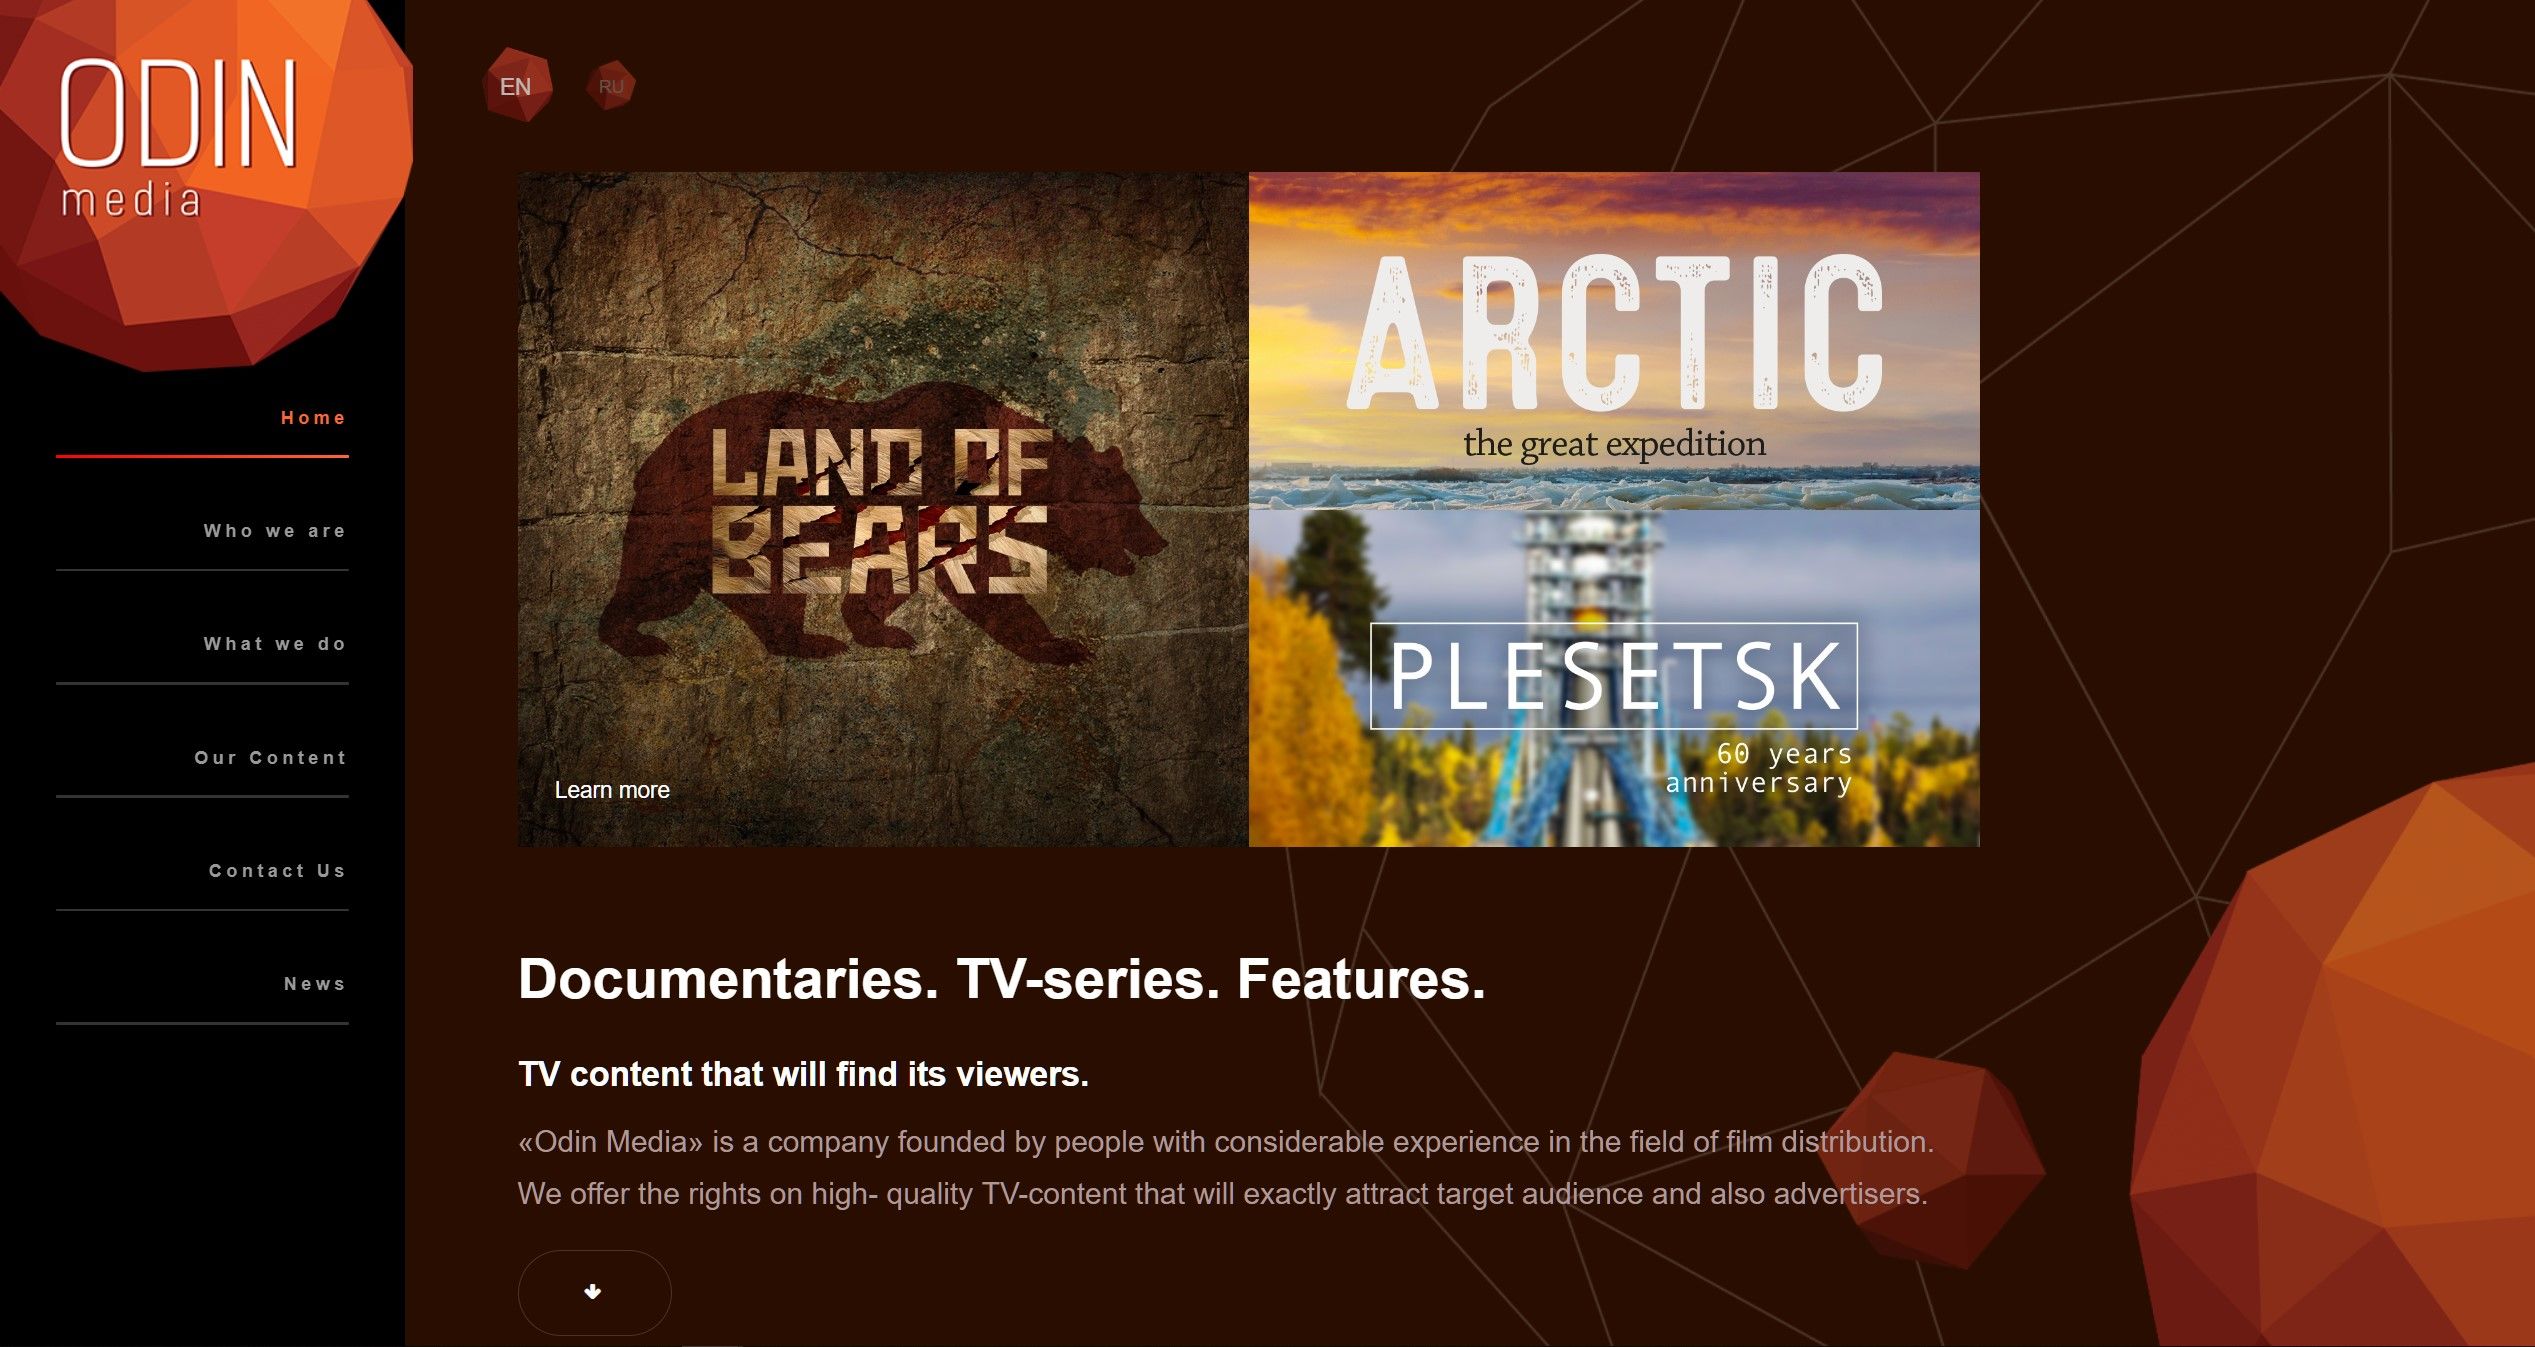 ODIN
media
EN
RU
Home
Who we are
What we do
Our Content
Contact Us
News
LAND OF
BEARS
Learn more
ARCTIC
the great expedition
PLESETSK
60 years
anniversary
Documentaries. TV-series. Features.
TV content that will find its viewers.
«Odin Media» is a company founded by people with considerable experience in the field of film distribution.
We offer the rights on high- quality TV-content that will exactly attract target audience and also advertisers.